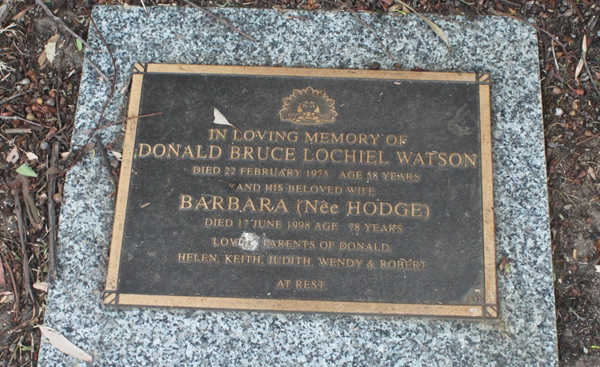 IN LOVING MEMORY OF
DONALD BRUCE LOCHIEL WATSON
DIED 22 FEBRUARY 1975 AGE 58 YEARS
AND HIS BELOVED WIFE
BARBARA (Née HODGE)
DIED 17 JUNE 1998 AGE 78 YEARS
PARENTS OF DONALD,
HELEN, KEITH, JUDITH, WENDY & ROBERT
AT REST